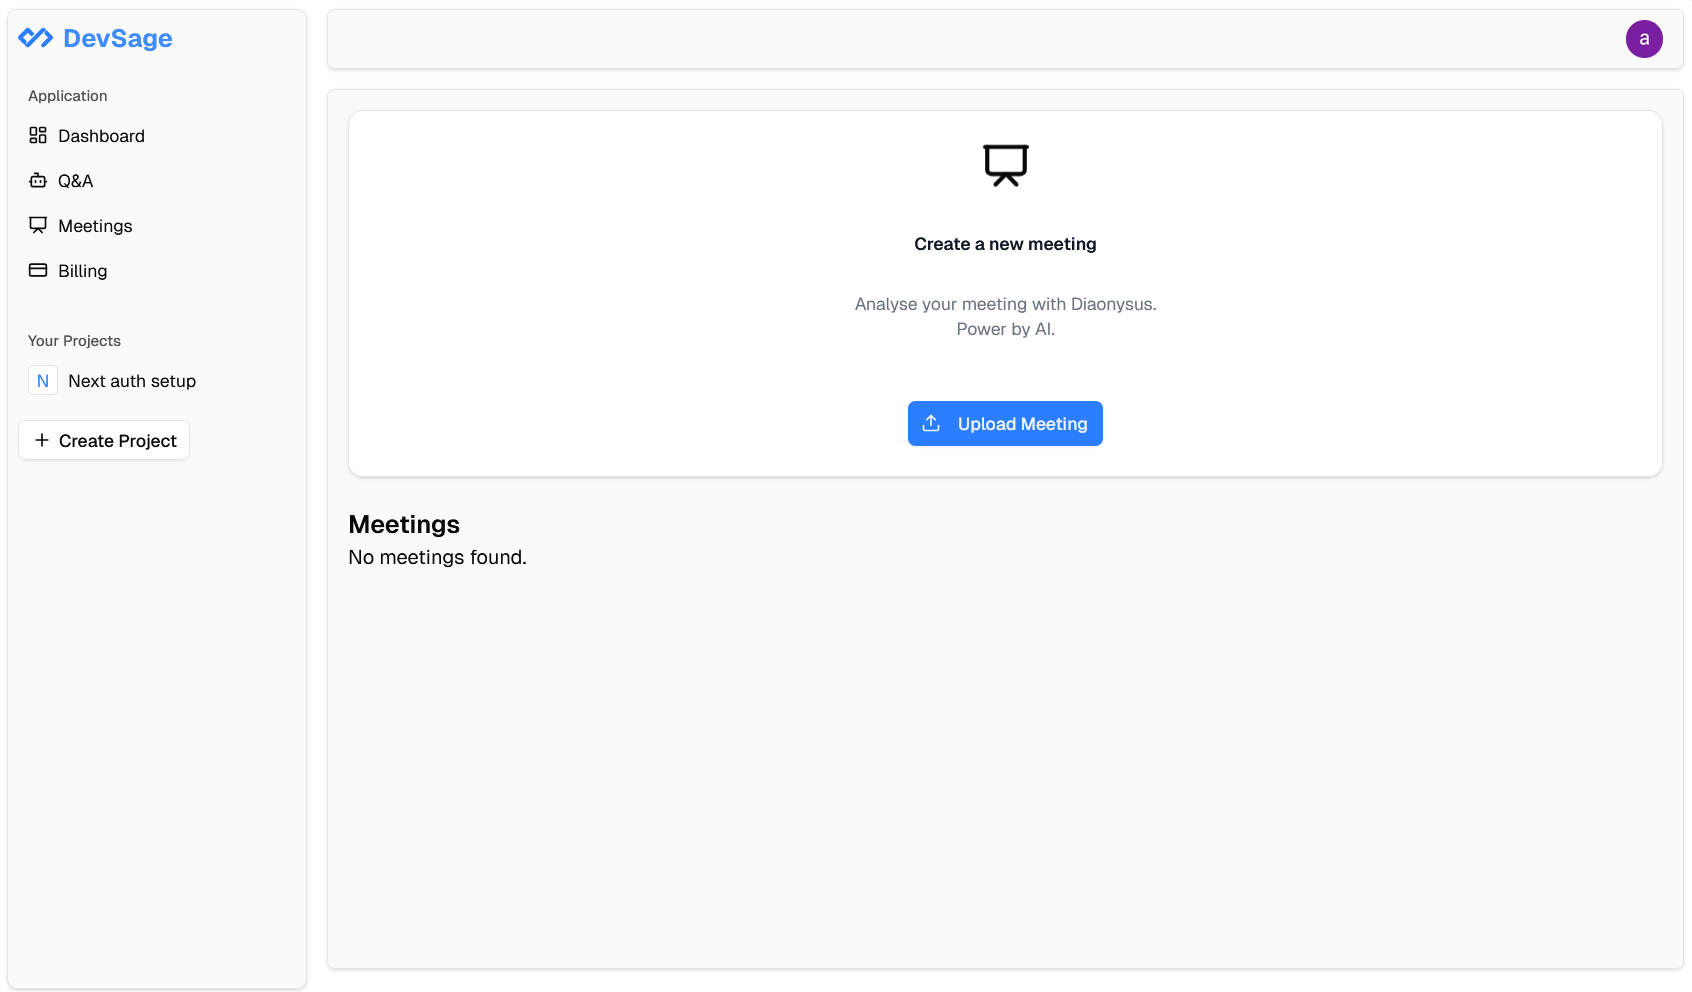 DevSage
Application
Dashboard
Q&A
Meetings
Billing
Your Projects
N Next auth setup
Create Project
a
Create a new meeting
Analyse your meeting with Diaonysus.
Power by AI.
Upload Meeting
Meetings
No meetings found.